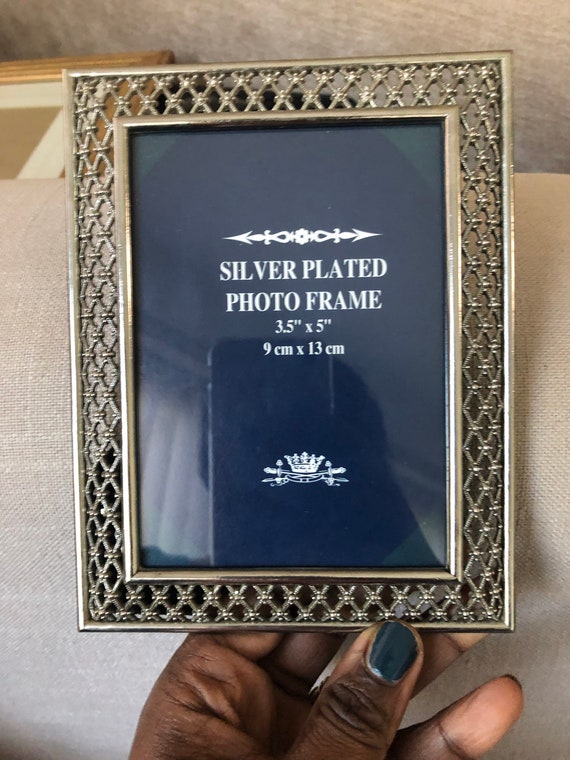 SILVER PLATED
PHOTO FRAME
3.5" x 5"
9 cm x 13 cm